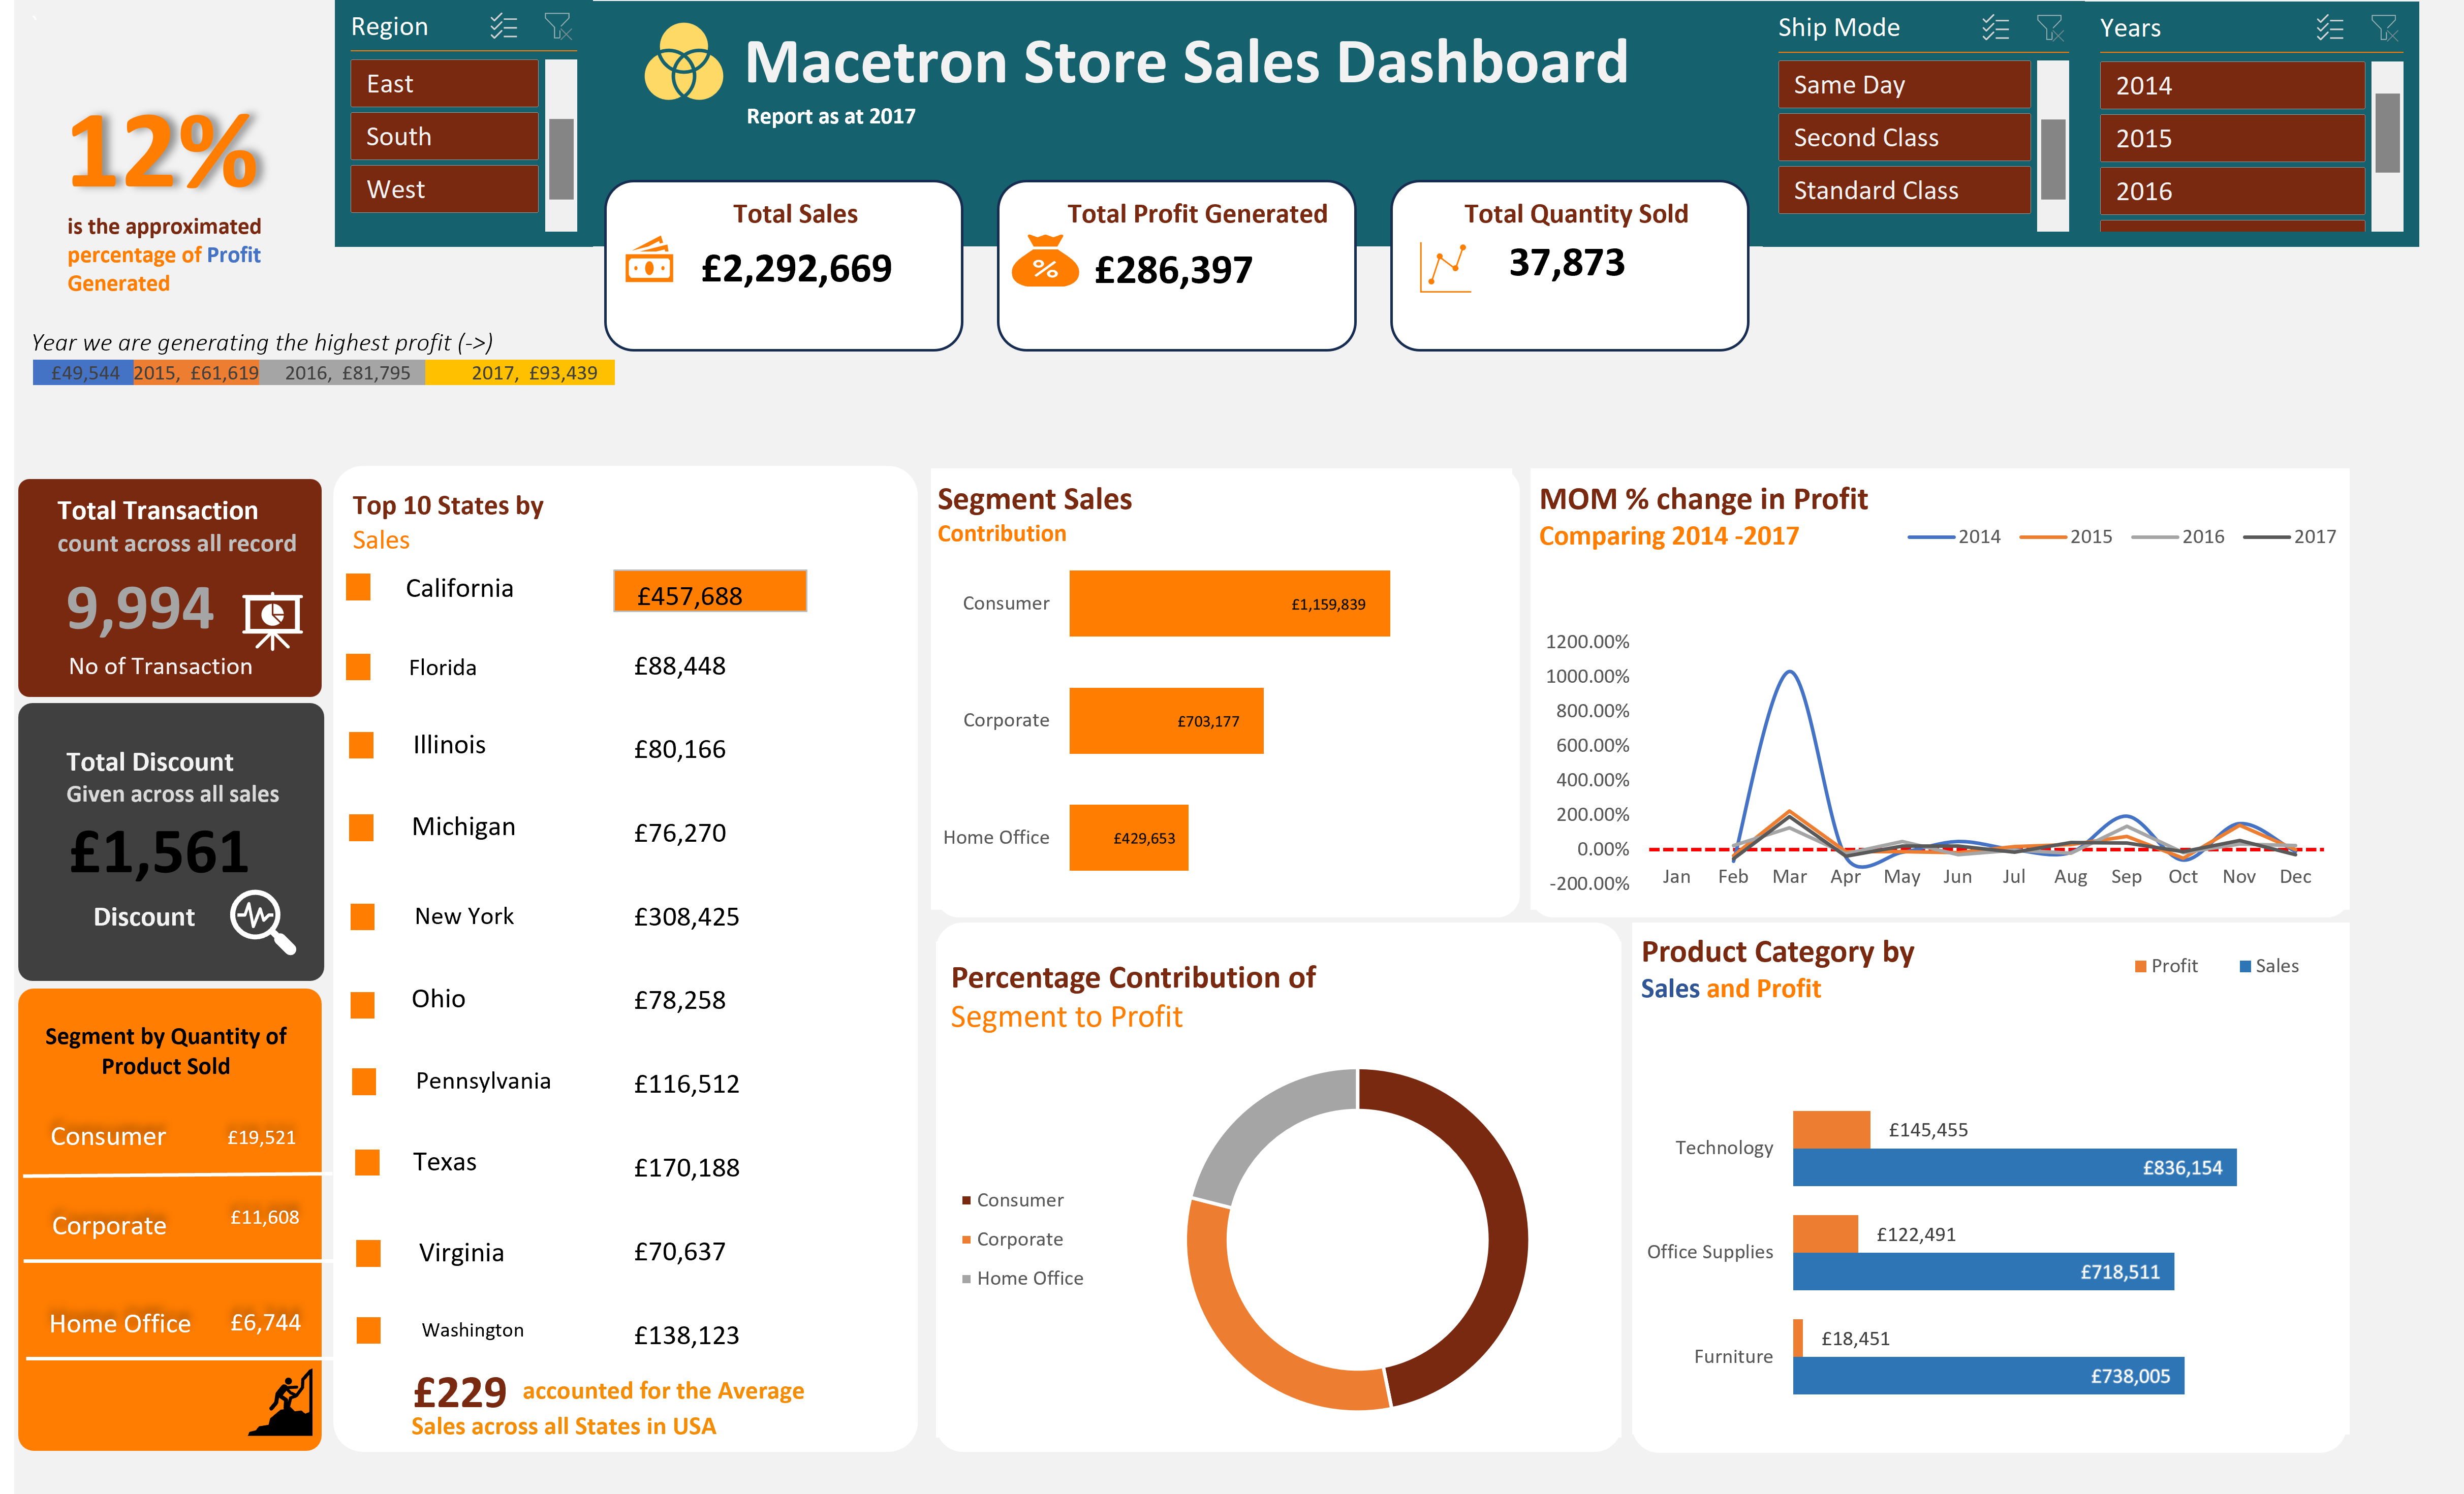 12%
is the approximated
percentage of Profit
Generated
Region
East
South
West
Macetron Store Sales Dashboard
Report as at 2017
Ship Mode
Same Day
Second Class
Standard Class
Years
2014
2015
2016
Total Sales
£2,292,669
%
Total Profit Generated
£286,397
Total Quantity Sold
37,873
Year we are generating the highest profit (->)
£49,544 2015, £61,619 2016, £81,795 2017, £93,439
Total Transaction
count across all record
9,994
No of Transaction
Total Discount
Given across all sales
£1,561
Discount
Segment by Quantity of
Product Sold
Consumer £19,521
Corporate £11,608
Home Office £6,744
Top 10 States by
Sales
California £457,688
Florida £88,448
Illinois £80,166
Michigan £76,270
New York £308,425
Ohio £78,258
Pennsylvania £116,512
Texas £170,188
Virginia £70,637
Washington £138,123
£229 accounted for the Average
Sales across all States in USA
Segment Sales
Contribution
Consumer £1,159,839
Corporate £703,177
Home Office £429,653
MOM % change in Profit
Comparing 2014 -2017
2014 2015 2016 2017
1200.00%
1000.00%
800.00%
600.00%
400.00%
200.00%
0.00%
-200.00%
Jan Feb Mar Apr May Jun Jul Aug Sep Oct Nov Dec
Percentage Contribution of
Segment to Profit
Consumer
Corporate
Home Office
Product Category by
Sales and Profit
Profit Sales
Technology £145,455
£836,154
Office Supplies £122,491
£718,511
Furniture £18,451
£738,005